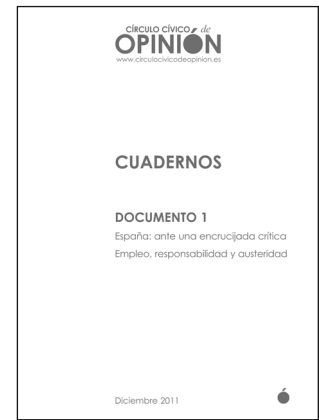 CÍRCULO CÍVICO de
OPINIÓN
www.circulocivicodeopinion.es
CUADERNOS
DOCUMENTO 1
España: ante una encrucijada crítica
Empleo, responsabilidad y austeridad
Diciembre 2011